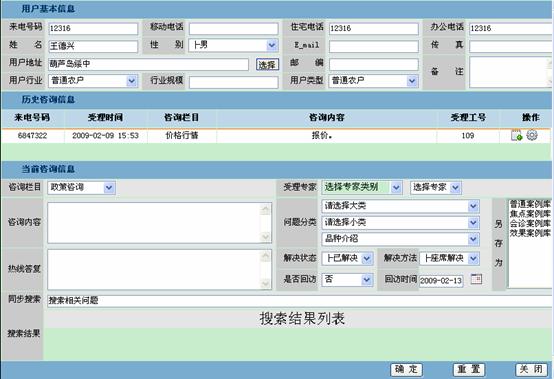 用户基本信息
来电号码 12316 移动电话 住宅电话 12316 办公电话 12316
姓 名 王德兴 性 别 ├男 E_mail 传 真
用户地址 葫芦岛绥中 选择 邮 编 备 注
用户行业 普通农户 行业规模 用户类型 普通农户
历史咨询信息
来电号码 受理时间 咨询栏目 咨询内容 受理工号 操作
6847322 2009-02-09 15:53 价格行情 报价。 109
当前咨询信息
咨询栏目 政策咨询 受理专家 选择专家类别 选择专家
咨询内容 问题分类 请选择大类 另存为 普通案例库
请选择小类 焦点案例库
品种介绍 会诊案例库
效果案例库
热线答复 解决状态 ├已解决 解决方法 ├座席解决
是否回访 否 回访时间 2009-02-13
同步搜索 搜索相关问题
搜索结果 搜索结果列表
确 定 重 置 关 闭